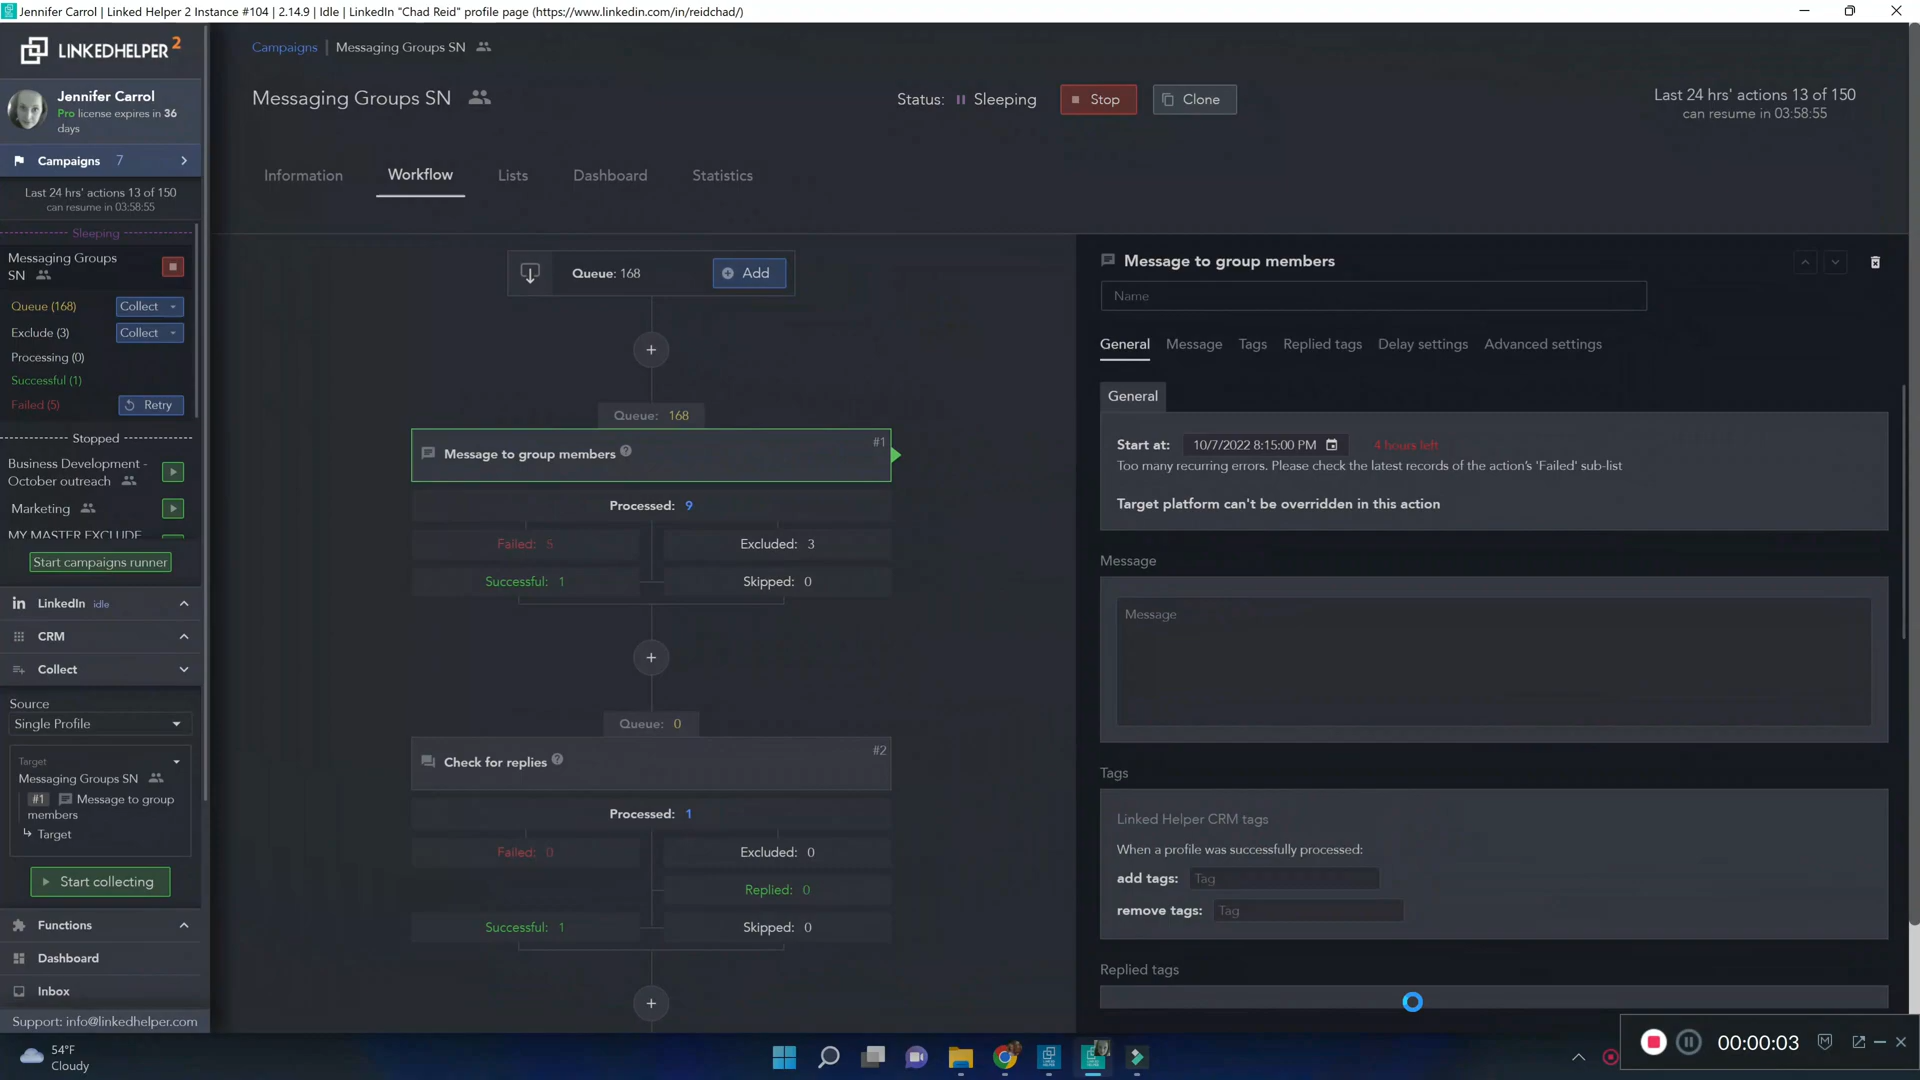 Jennifer Carrol | Linked Helper 2 Instance #104 | 2.14.9 | Idle | LinkedIn "Chad Reid" profile page (https://www.linkedin.com/in/reidchad/)
LINKEDHELPER 2
Campaigns | Messaging Groups SN
Jennifer Carrol
Pro license expires in 36 days
Messaging Groups SN
Status: Sleeping
Stop
Clone
Last 24 hrs' actions 13 of 150
can resume in 03:58:55
Campaigns 7
Last 24 hrs' actions 13 of 150
can resume in 03:58:55
Information
Workflow
Lists
Dashboard
Statistics
Sleeping
Messaging Groups
SN
Queue (168)
Collect
Exclude (3)
Collect
Processing (0)
Successful (1)
Failed (5)
Retry
Stopped
Business Development -
October outreach
Marketing
MY MASTER EXCLUDE
Start campaigns runner
LinkedIn idle
CRM
Collect
Source
Single Profile
Target
Messaging Groups SN
#1 Message to group
members
Target
Start collecting
Functions
Dashboard
Inbox
Support: info@linkedhelper.com
Queue: 168
Add
+
Queue: 168
Message to group members ?
#1
Processed: 9
Failed: 5
Excluded: 3
Successful: 1
Skipped: 0
+
Queue: 0
Check for replies ?
#2
Processed: 1
Failed: 0
Excluded: 0
Replied: 0
Successful: 1
Skipped: 0
+
Message to group members
Name
General
Message
Tags
Replied tags
Delay settings
Advanced settings
General
Start at: 10/7/2022 8:15:00 PM
4 hours left
Too many recurring errors. Please check the latest records of the action's 'Failed' sub-list
Target platform can't be overridden in this action
Message
Message
Tags
Linked Helper CRM tags
When a profile was successfully processed:
add tags: Tag
remove tags: Tag
Replied tags
54°F
Cloudy
00:00:03